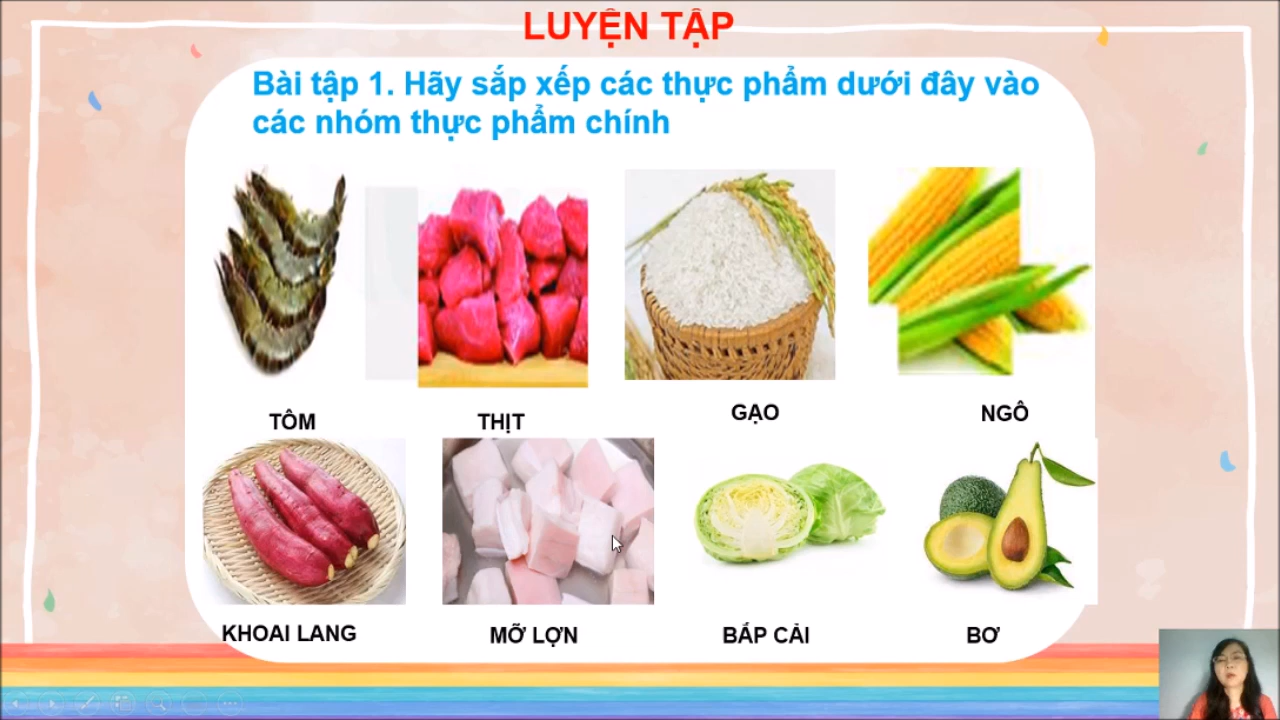 LUYỆN TẬP
Bài tập 1. Hãy sắp xếp các thực phẩm dưới đây vào
các nhóm thực phẩm chính
TÔM
THỊT
GẠO
NGÔ
KHOAI LANG
MỠ LỢN
BẮP CẢI
BƠ